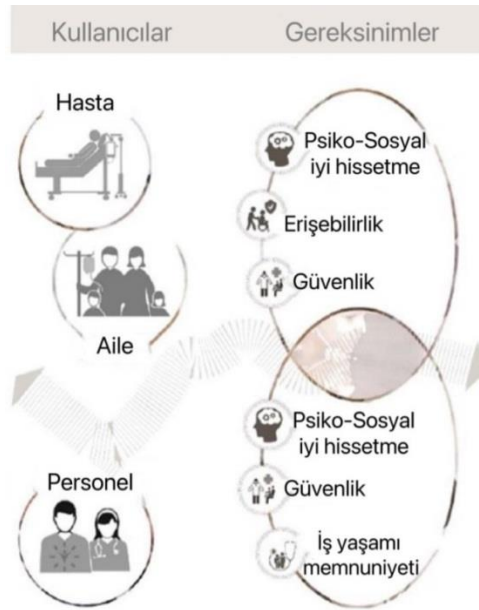 Kullanıcılar
Gereksinimler
Hasta
Aile
Psiko-Sosyal
iyi hissetme
Erişebilirlik
Güvenlik
Personel
Psiko-Sosyal
iyi hissetme
Güvenlik
İş yaşamı
memnuniyeti